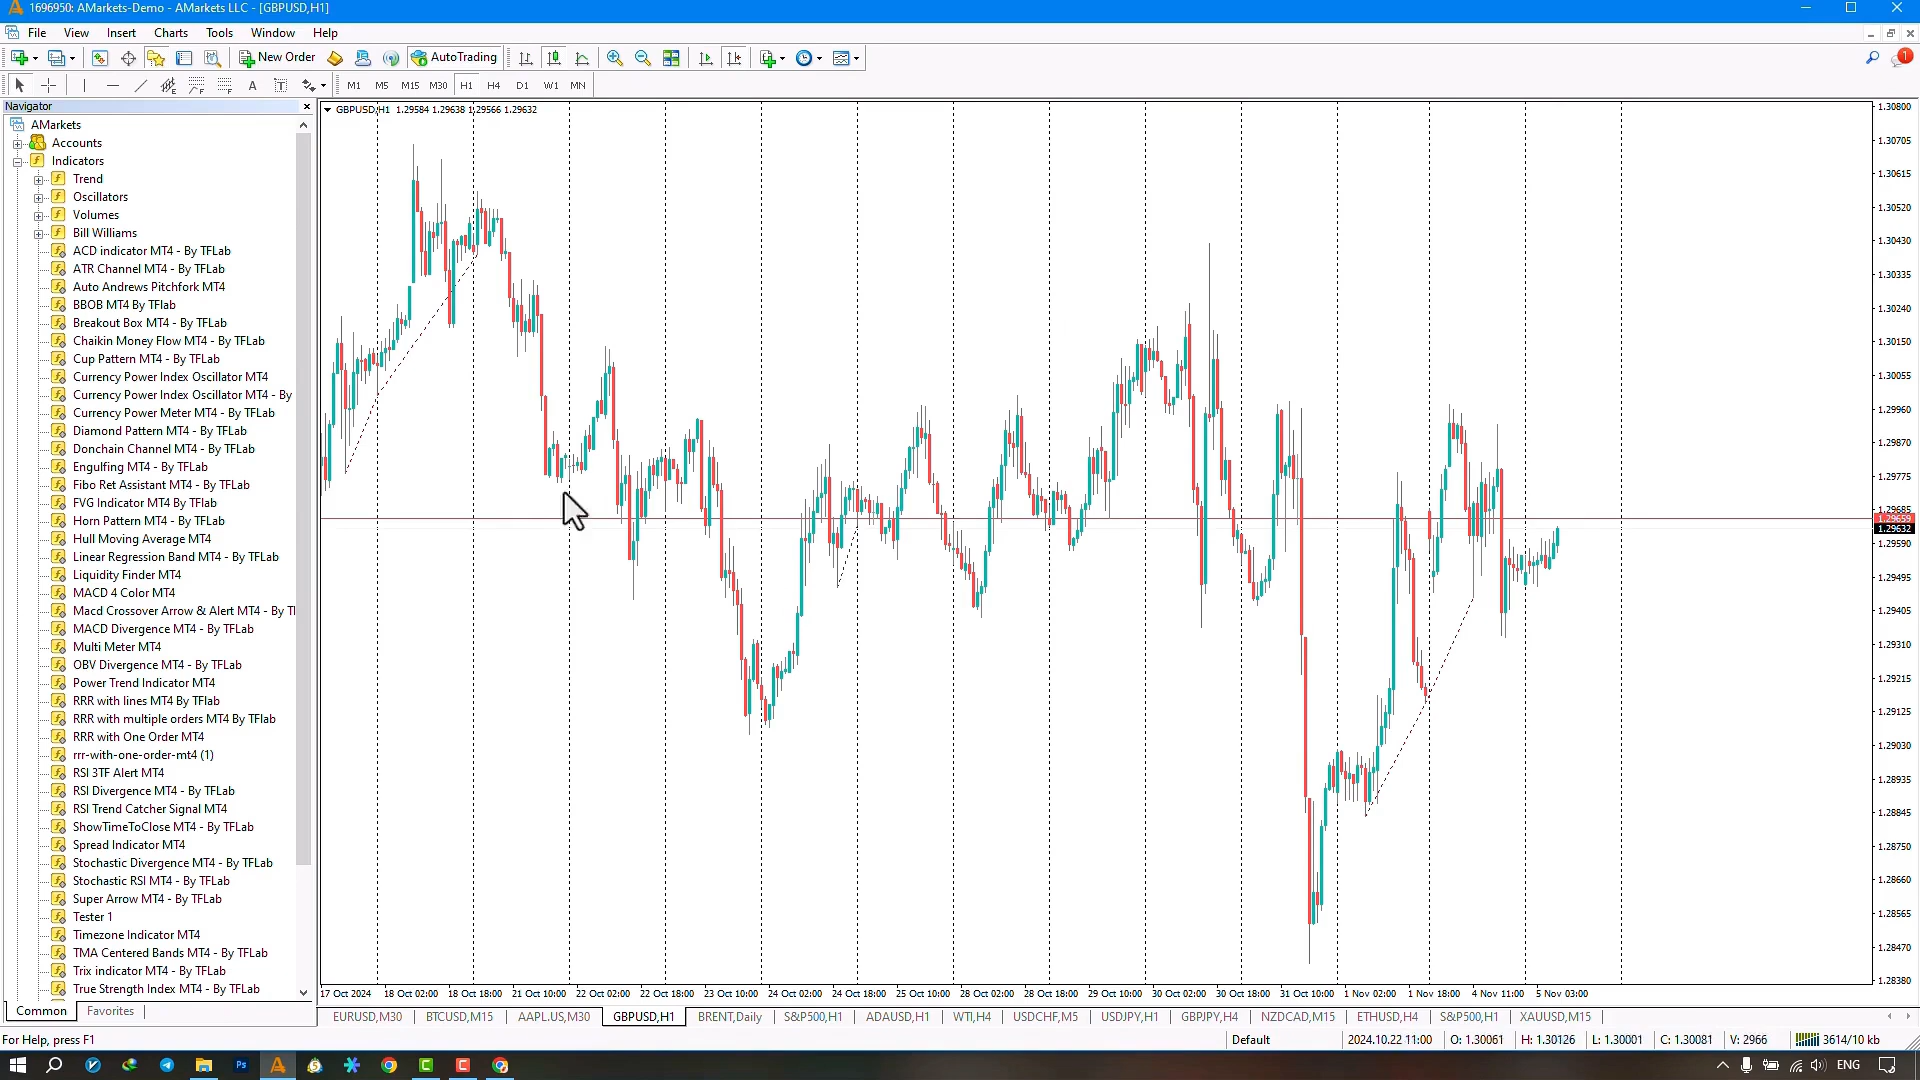 1696950: AMarkets-Demo - AMarkets LLC - [GBPUSD,H1]
File View Insert Charts Tools Window Help
New Order AutoTrading 1
A T M1 M5 M15 M30 H1 H4 D1 W1 MN
Navigator
AMarkets
Accounts
Indicators
Trend
Oscillators
Volumes
Bill Williams
ACD indicator MT4 - By TFLab
ATR Channel MT4 - By TFLab
Auto Andrews Pitchfork MT4
BBOB MT4 By TFlab
Breakout Box MT4 - By TFLab
Chaikin Money Flow MT4 - By TFLab
Cup Pattern MT4 - By TFLab
Currency Power Index Oscillator MT4
Currency Power Index Oscillator MT4 - By
Currency Power Meter MT4 - By TFLab
Diamond Pattern MT4 - By TFLab
Donchain Channel MT4 - By TFLab
Engulfing MT4 - By TFLab
Fibo Ret Assistant MT4 - By TFLab
FVG Indicator MT4 By TFlab
Horn Pattern MT4 - By TFLab
Hull Moving Average MT4
Linear Regression Band MT4 - By TFLab
Liquidity Finder MT4
MACD 4 Color MT4
Macd Crossover Arrow & Alert MT4 - By Tl
MACD Divergence MT4 - By TFLab
Multi Meter MT4
OBV Divergence MT4 - By TFLab
Power Trend Indicator MT4
RRR with lines MT4 By TFlab
RRR with multiple orders MT4 By TFlab
RRR with One Order MT4
rrr-with-one-order-mt4 (1)
RSI 3TF Alert MT4
RSI Divergence MT4 - By TFLab
RSI Trend Catcher Signal MT4
ShowTimeToClose MT4 - By TFLab
Spread Indicator MT4
Stochastic Divergence MT4 - By TFLab
Stochastic RSI MT4 - By TFLab
Super Arrow MT4 - By TFLab
Tester 1
Timezone Indicator MT4
TMA Centered Bands MT4 - By TFLab
Trix indicator MT4 - By TFLab
True Strength Index MT4 - By TFLab
Common Favorites
GBPUSD,H1 1.29584 1.29638 1.29566 1.29632
1.30800
1.30705
1.30615
1.30520
1.30430
1.30335
1.30240
1.30150
1.30055
1.29960
1.29870
1.29775
1.29685
1.29659
1.29632
1.29590
1.29495
1.29405
1.29310
1.29215
1.29125
1.29030
1.28935
1.28845
1.28750
1.28660
1.28565
1.28470
1.28380
17 Oct 2024 18 Oct 02:00 18 Oct 18:00 21 Oct 10:00 22 Oct 02:00 22 Oct 18:00 23 Oct 10:00 24 Oct 02:00 24 Oct 18:00 25 Oct 10:00 28 Oct 02:00 28 Oct 18:00 29 Oct 10:00 30 Oct 02:00 30 Oct 18:00 31 Oct 10:00 1 Nov 02:00 1 Nov 18:00 4 Nov 11:00 5 Nov 03:00
EURUSD,M30 BTCUSD,M15 AAPL.US,M30 GBPUSD,H1 BRENT,Daily S&P500,H1 ADAUSD,H1 WTI,H4 USDCHF,M5 USDJPY,H1 GBPJPY,H4 NZDCAD,M15 ETHUSD,H4 S&P500,H1 XAUUSD,M15
For Help, press F1 Default 2024.10.22 11:00 O: 1.30061 H: 1.30126 L: 1.30001 C: 1.30081 V: 2966 3614/10 kb
ENG